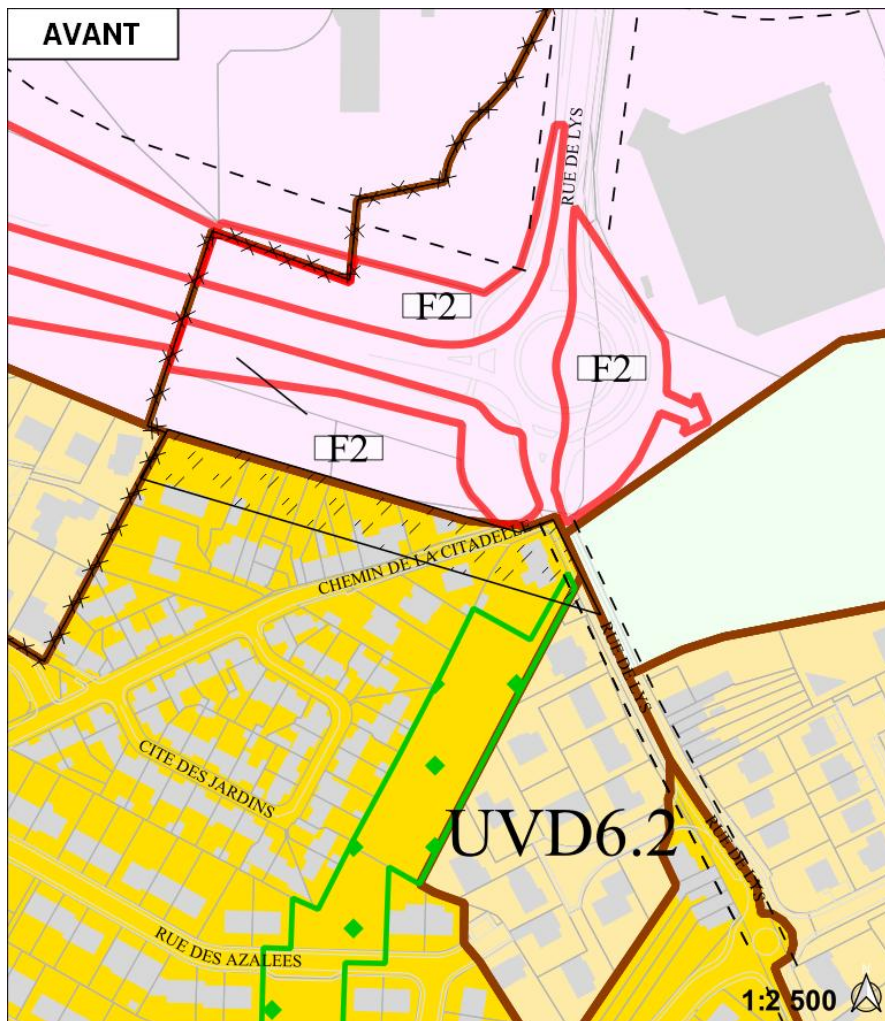 AVANT
RUE DE LYS
F2
F2
F2
CHEMIN DE LA CITADELLE
RUE DE LYS
CITE DES JARDINS
UVD6.2
RUE DE LYS
RUE DES AZALEES
1:2 500